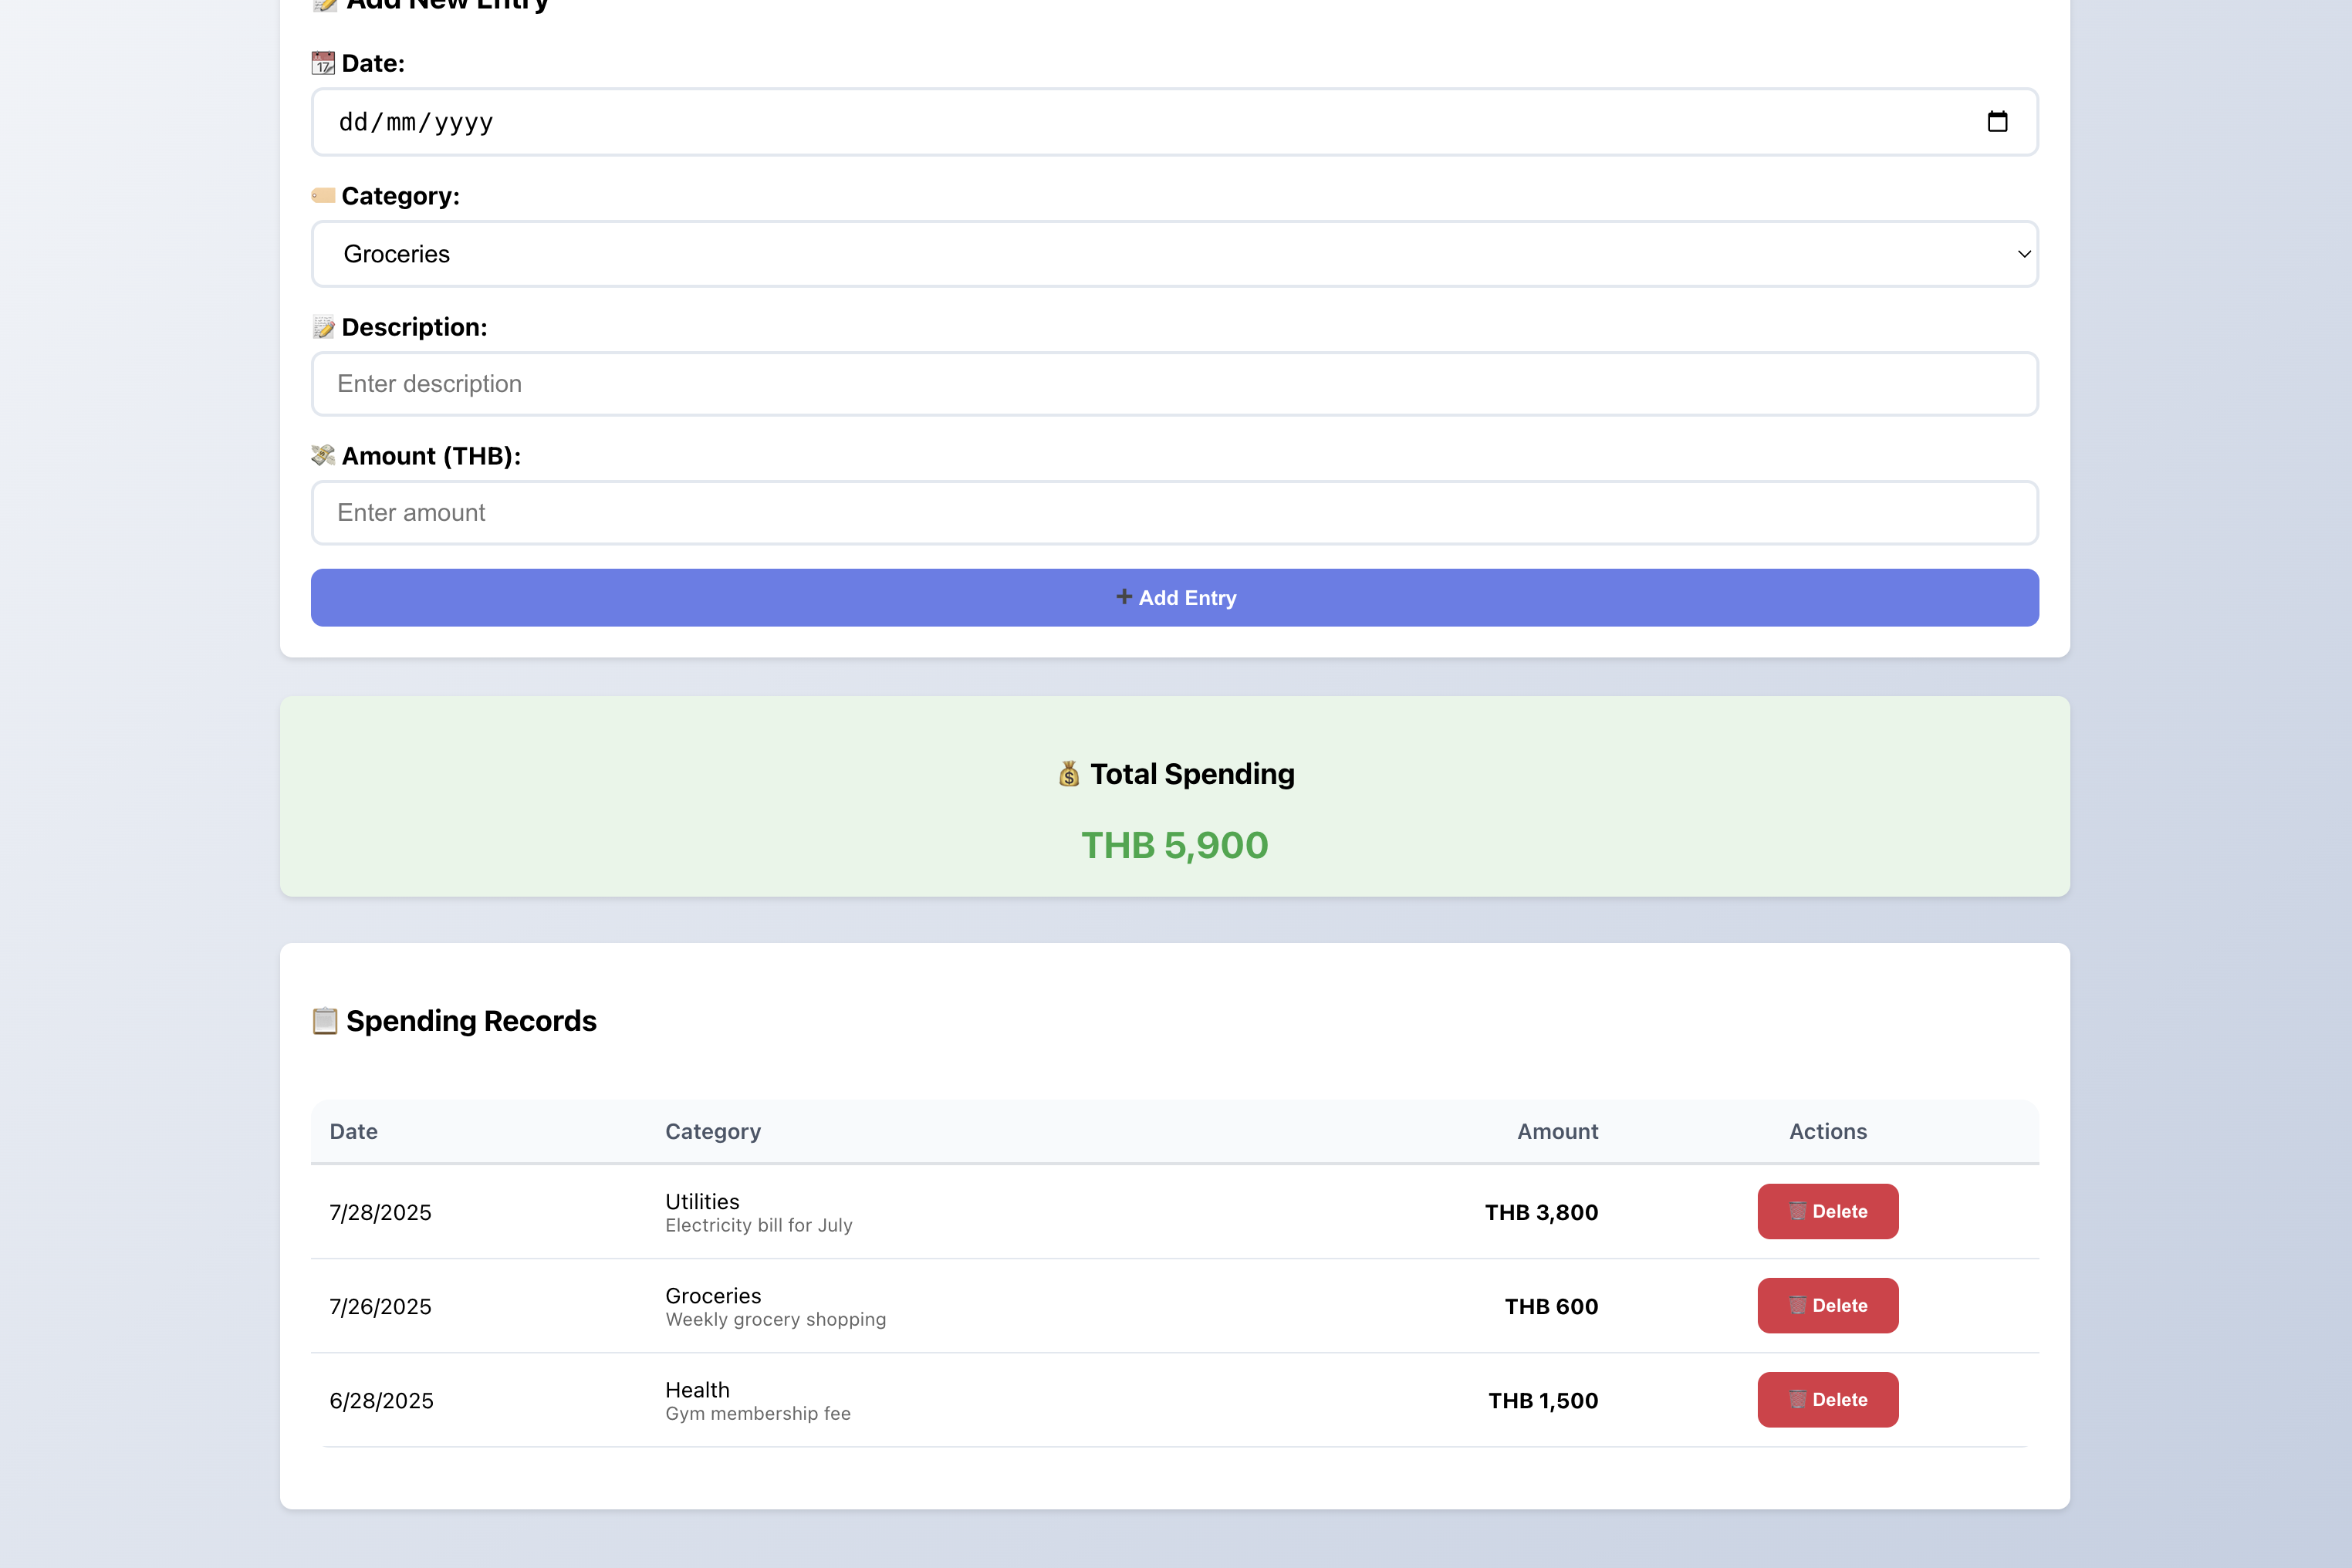 Add New Entry
Date:
dd/mm/yyyy
Category:
Groceries
Description:
Enter description
Amount (THB):
Enter amount
Add Entry
Total Spending
THB 5,900
Spending Records
Date Category Amount Actions
7/28/2025 Utilities THB 3,800 Delete
Electricity bill for July
7/26/2025 Groceries THB 600 Delete
Weekly grocery shopping
6/28/2025 Health THB 1,500 Delete
Gym membership fee